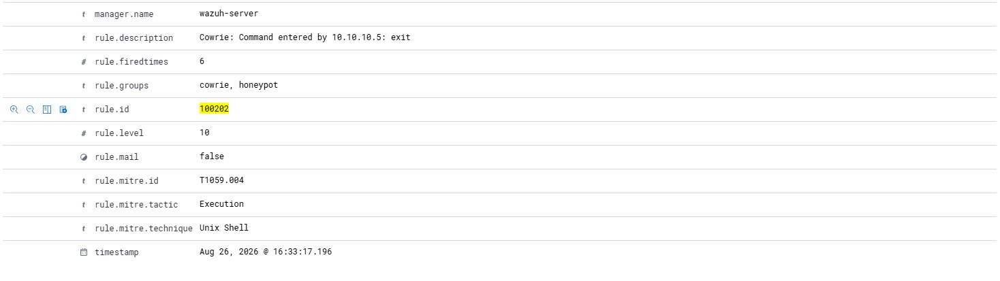 t manager.name wazuh-server
t rule.description Cowrie: Command entered by 10.10.10.5: exit
# rule.firedtimes 6
t rule.groups cowrie, honeypot
t rule.id 100202
# rule.level 10
rule.mail false
t rule.mitre.id T1059.004
t rule.mitre.tactic Execution
t rule.mitre.technique Unix Shell
timestamp Aug 26, 2026 @ 16:33:17.196